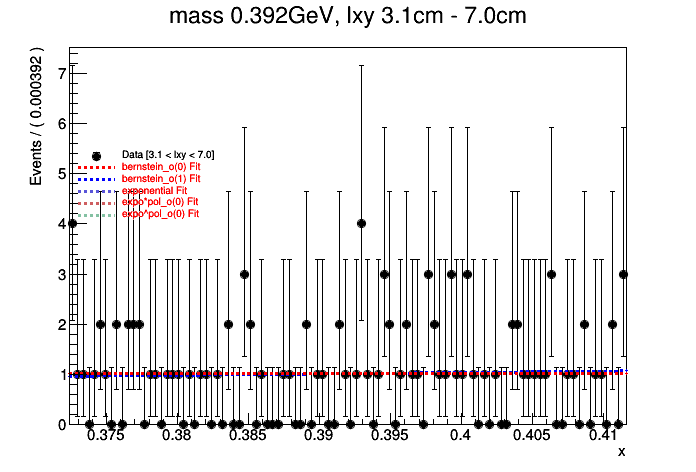 mass 0.392GeV, lxy 3.1cm - 7.0cm
Events / ( 0.000392 )
7
6
5
4
3
2
1
0
Data [3.1 < lxy < 7.0]
bernstein_o(0) Fit
bernstein_o(1) Fit
exponential Fit
expo*pol_o(0) Fit
expo^pol_o(0) Fit
0.375 0.38 0.385 0.39 0.395 0.4 0.405 0.41
x